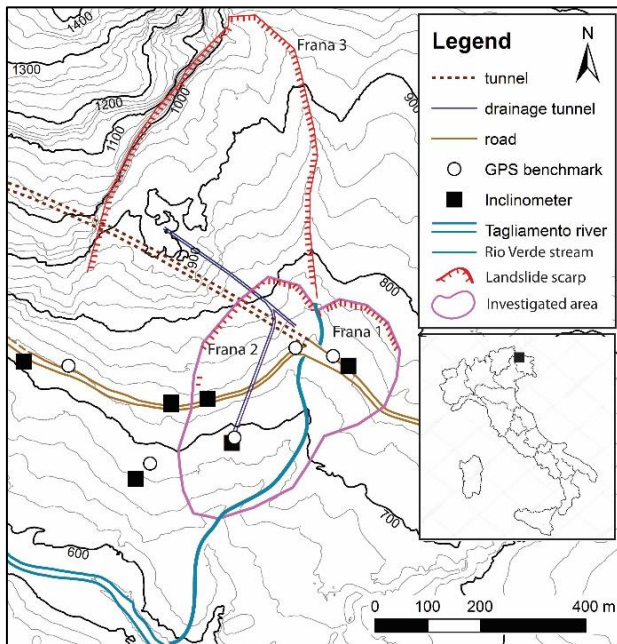 1400
1300
1200
1100
1000
Frana 3
900
900
800
Frana 1
Frana 2
700
600
Legend
N
tunnel
drainage tunnel
road
GPS benchmark
Inclinometer
Tagliamento river
Rio Verde stream
Landslide scarp
Investigated area
0 100 200 400 m